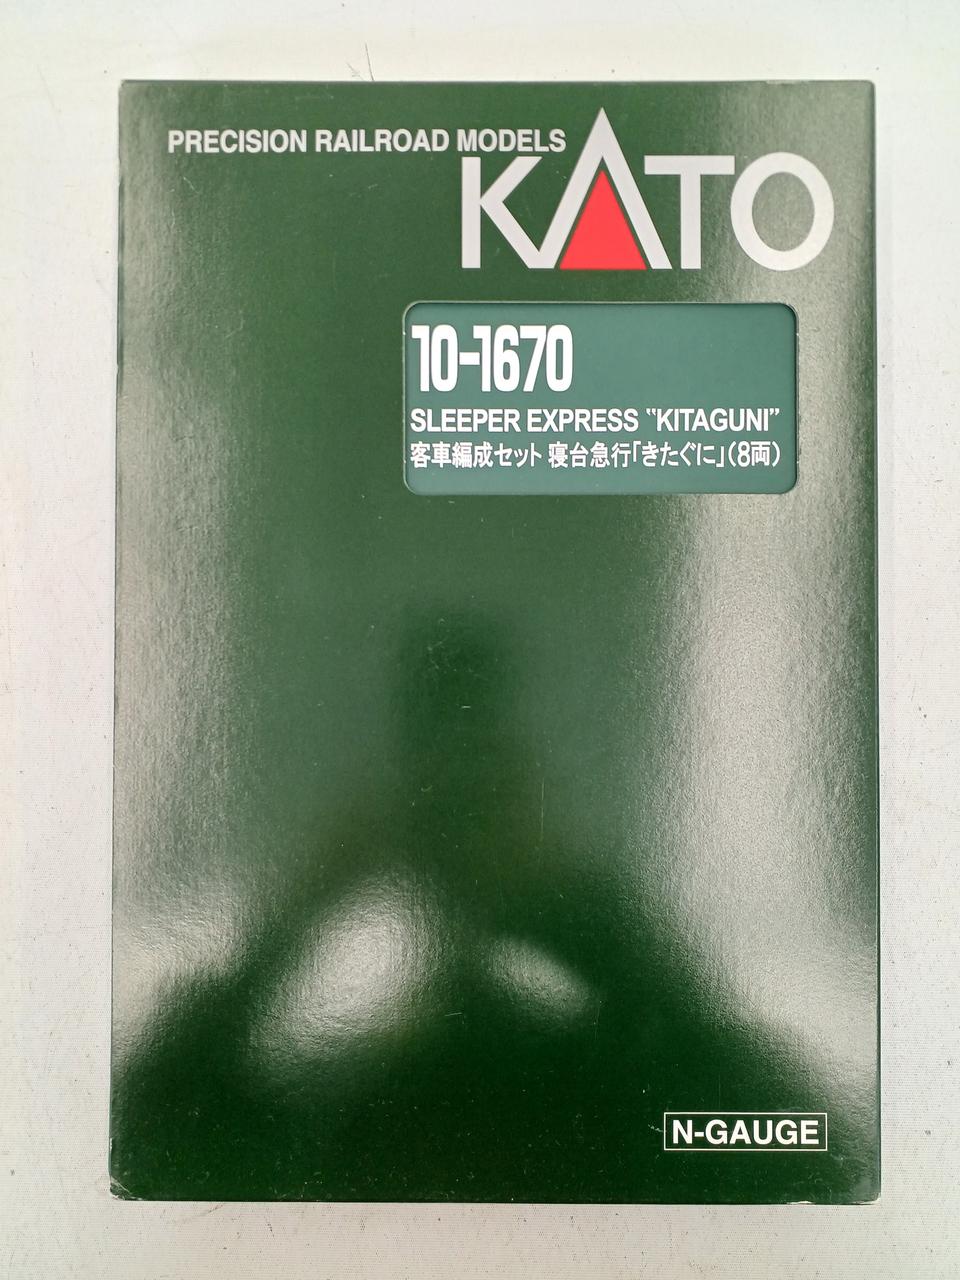 PRECISION RAILROAD MODELS
KATO
10-1670
SLEEPER EXPRESS "KITAGUNI"
客車編成セット 寝台急行「きたぐに」(8両)
N-GAUGE